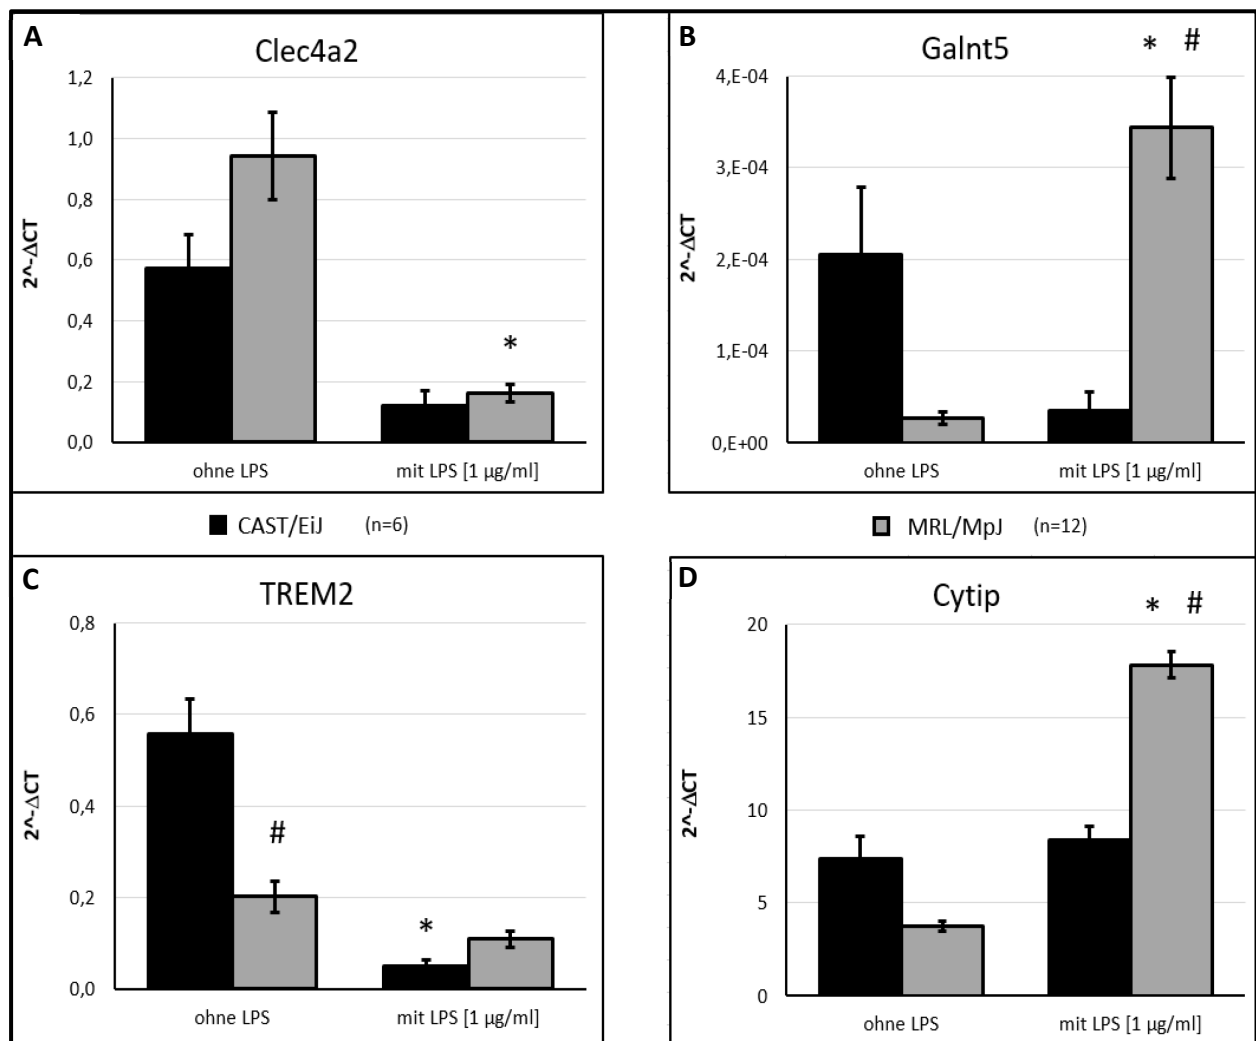 A
Clec4a2
1,2
1,0
0,8
0,6
0,4
0,2
0,0
2^-ΔCT
*
ohne LPS
mit LPS [1 µg/ml]
B
Galnt5
* #
4,E-04
3,E-04
2,E-04
1,E-04
0,E+00
2^-ΔCT
ohne LPS
mit LPS [1 µg/ml]
CAST/EiJ (n=6)
MRL/MpJ (n=12)
C
TREM2
0,8
0,6
0,4
0,2
0,0
2^-ΔCT
#
*
ohne LPS
mit LPS [1 µg/ml]
D
Cytip
* #
20
15
10
5
0
2^-ΔCT
ohne LPS
mit LPS [1 µg/ml]